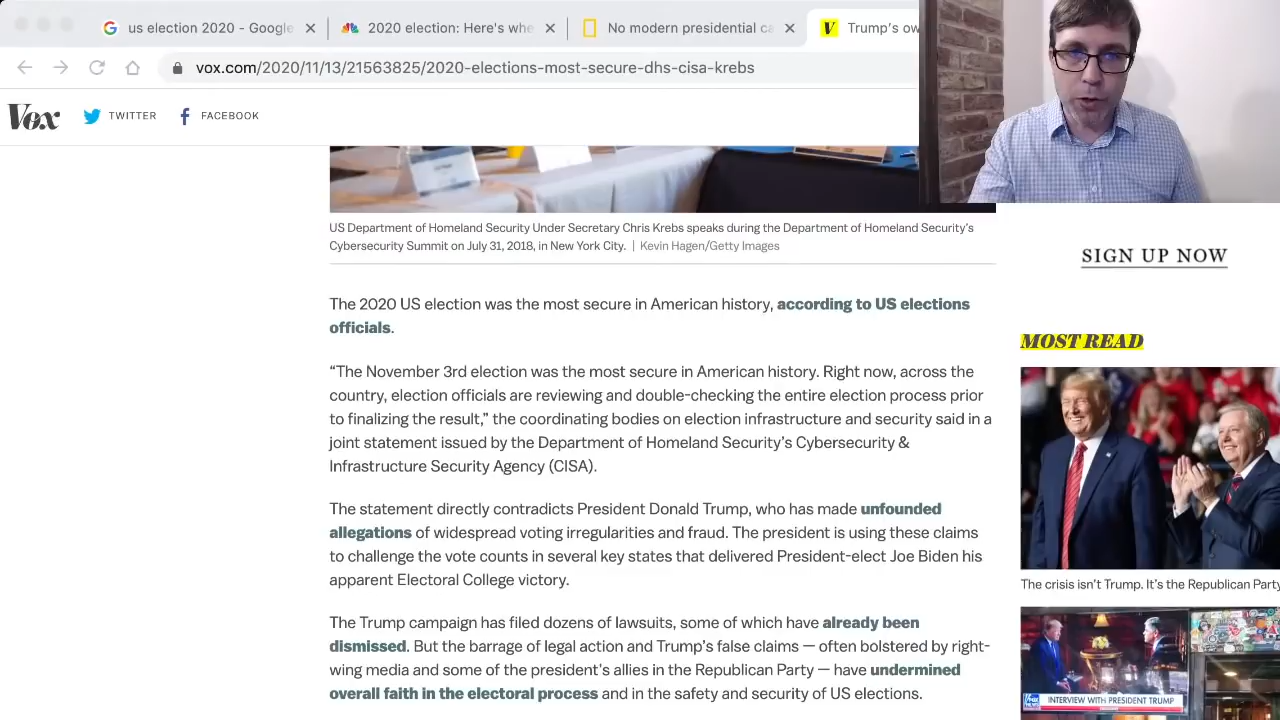 us election 2020 - Google
2020 election: Here's whe
No modern presidential ca
Trump's ow
vox.com/2020/11/13/21563825/2020-elections-most-secure-dhs-cisa-krebs
Vox
TWITTER
FACEBOOK
US Department of Homeland Security Under Secretary Chris Krebs speaks during the Department of Homeland Security's
Cybersecurity Summit on July 31, 2018, in New York City. | Kevin Hagen/Getty Images
The 2020 US election was the most secure in American history, according to US elections
officials.
“The November 3rd election was the most secure in American history. Right now, across the
country, election officials are reviewing and double-checking the entire election process prior
to finalizing the result,” the coordinating bodies on election infrastructure and security said in a
joint statement issued by the Department of Homeland Security's Cybersecurity &
Infrastructure Security Agency (CISA).
The statement directly contradicts President Donald Trump, who has made unfounded
allegations of widespread voting irregularities and fraud. The president is using these claims
to challenge the vote counts in several key states that delivered President-elect Joe Biden his
apparent Electoral College victory.
The Trump campaign has filed dozens of lawsuits, some of which have already been
dismissed. But the barrage of legal action and Trump's false claims — often bolstered by right-
wing media and some of the president's allies in the Republican Party — have undermined
overall faith in the electoral process and in the safety and security of US elections.
SIGN UP NOW
MOST READ
The crisis isn't Trump. It's the Republican Party
INTERVIEW WITH PRESIDENT TRUMP